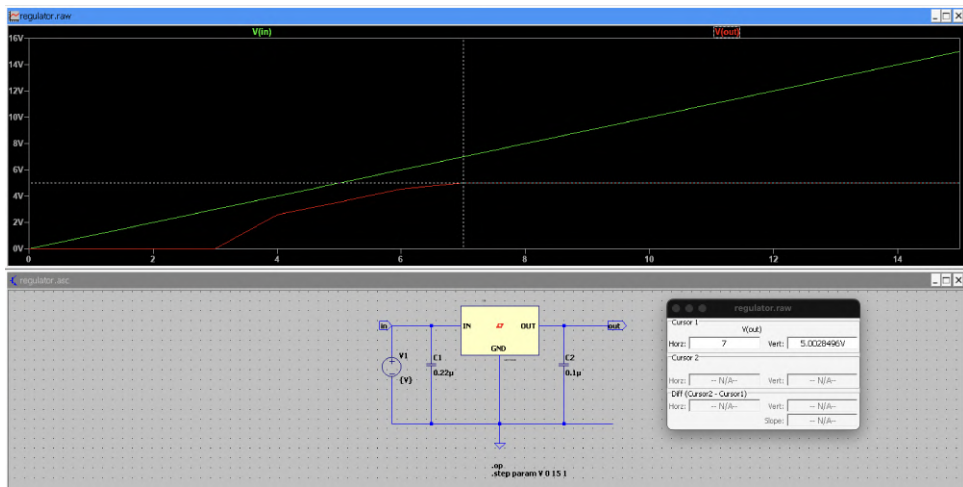 regulator.raw
V(in)
V(out)
16V
14V
12V
10V
8V
6V
4V
2V
0V
0 2 4 6 8 10 12 14
regulator.asc
in
IN OUT
GND
out
V1
{V}
C1
0.22µ
C2
0.1µ
.op
.step param V 0 15 1
regulator.raw
Cursor 1
V(out)
Horz: 7 Vert: 5.0028496V
Cursor 2
Horz: -- N/A-- Vert: -- N/A--
Diff (Cursor2 - Cursor1)
Horz: -- N/A-- Vert: -- N/A--
Slope: -- N/A--